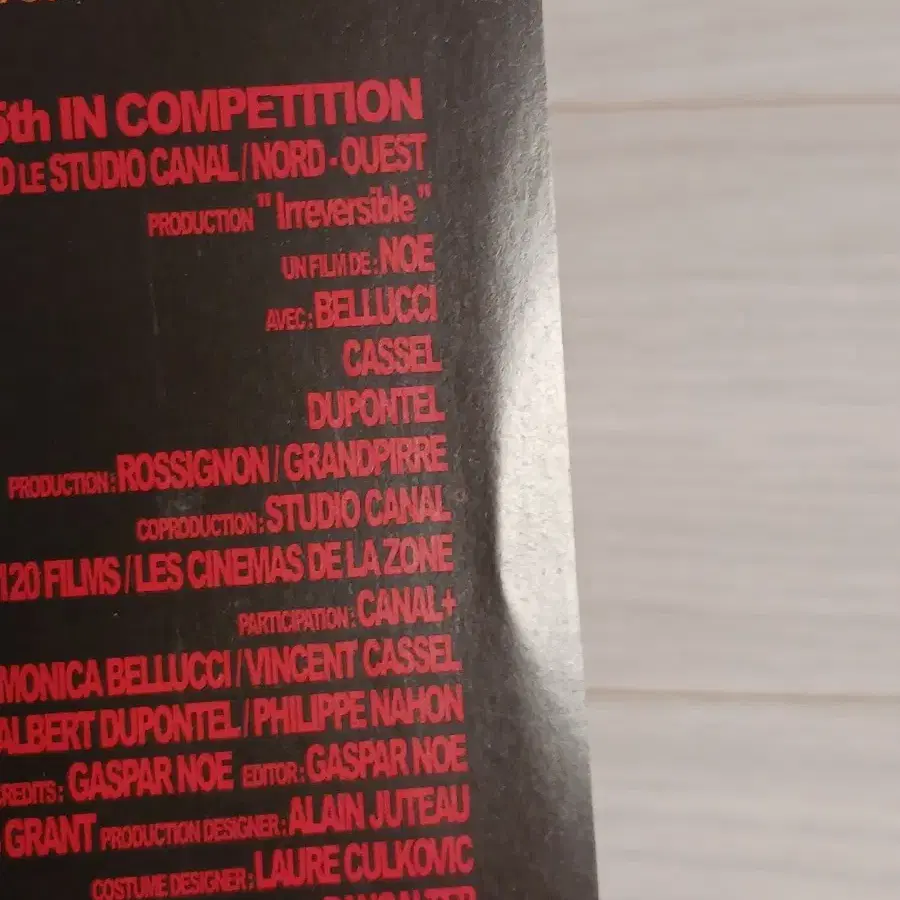 5th IN COMPETITION
D LE STUDIO CANAL / NORD - OUEST
PRODUCTION " Irreversible "
UN FILM DE : NOE
AVEC : BELLUCCI
CASSEL
DUPONTEL
PRODUCTION : ROSSIGNON / GRANDPIRRE
COPRODUCTION : STUDIO CANAL
120 FILMS / LES CINEMAS DE LA ZONE
PARTICIPATION : CANAL+
MONICA BELLUCCI / VINCENT CASSEL
ALBERT DUPONTEL / PHILIPPE NAHON
REDITS : GASPAR NOE EDITOR : GASPAR NOE
GRANT PRODUCTION DESIGNER : ALAIN JUTEAU
COSTUME DESIGNER : LAURE CULKOVIC